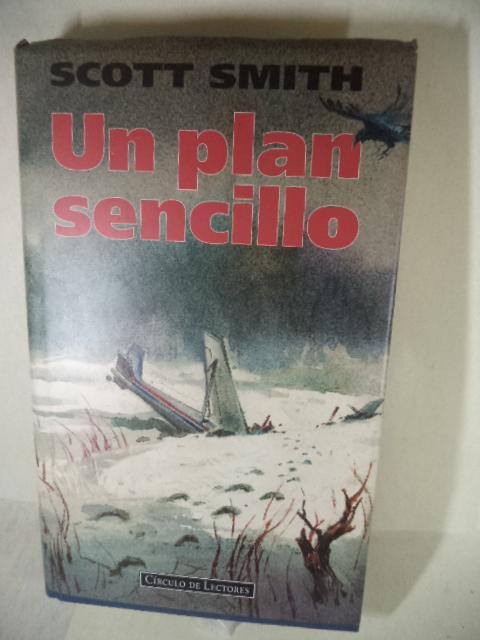 SCOTT SMITH
Un plan
sencillo
CÍRCULO DE LECTORES